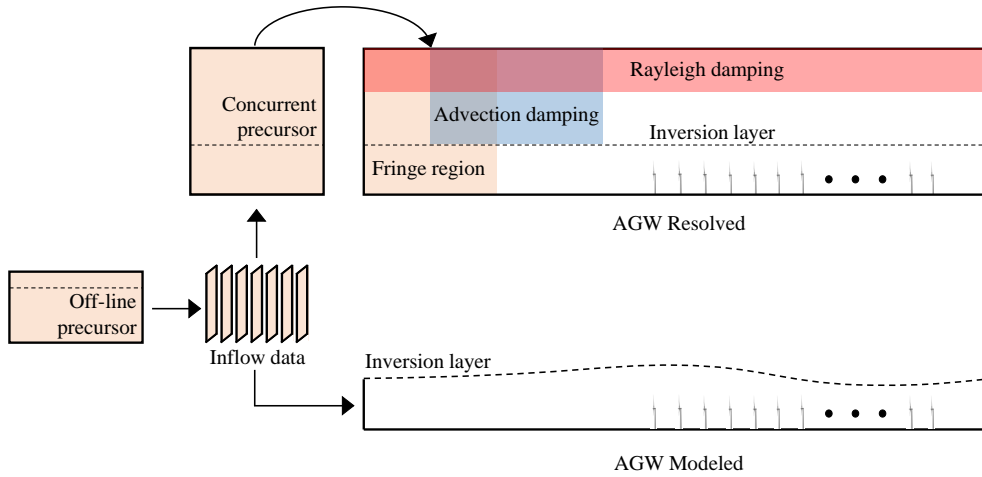 Concurrent
precursor
Rayleigh damping
Advection damping
Inversion layer
Fringe region
AGW Resolved
Off-line
precursor
Inflow data
Inversion layer
AGW Modeled